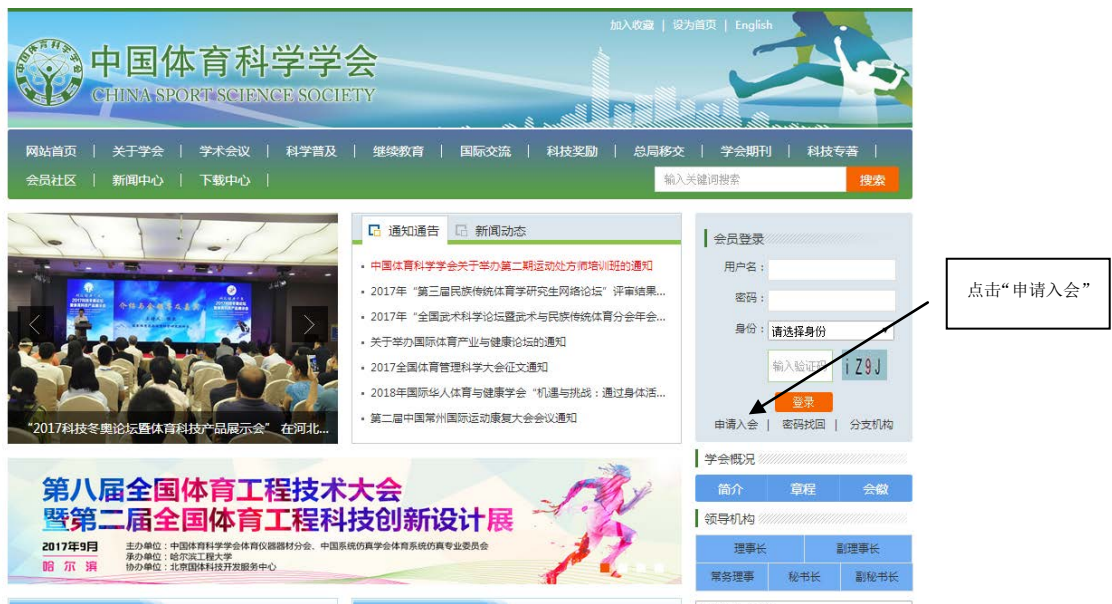 加入收藏 | 设为首页 | English
中国体育科学学会
CHINA SPORT SCIENCE SOCIETY
网站首页 | 关于学会 | 学术会议 | 科学普及 | 继续教育 | 国际交流 | 科技奖励 | 总局移交 | 学会期刊 | 科技专著 |
会员社区 | 新闻中心 | 下载中心 |
输入关键词搜索 搜索
“2017科技冬奥论坛暨体育科技产品展示会” 在河北...
通知通告 新闻动态
中国体育科学学会关于举办第二期运动处方师培训班的通知
2017年“第三届民族传统体育学研究生网络论坛”评审结果...
2017年“全国武术科学论坛暨武术与民族传统体育分会年会...
关于举办国际体育产业与健康论坛的通知
2017全国体育管理科学大会征文通知
2018年国际华人体育与健康学会“机遇与挑战：通过身体活...
第二届中国常州国际运动康复大会会议通知
会员登录
用户名：
密码：
身份： 请选择身份
输入验证码 iZ9J
登录
申请入会 | 密码找回 | 分支机构
点击“申请入会”
第八届全国体育工程技术大会
暨第二届全国体育工程科技创新设计展
2017年9月
哈尔滨
主办单位：中国体育科学学会体育仪器器材分会、中国系统仿真学会体育系统仿真专业委员会
承办单位：哈尔滨工程大学
协办单位：北京国体科技开发服务中心
学会概况
简介 章程 会徽
领导机构
理事长 副理事长
常务理事 秘书长 副秘书长